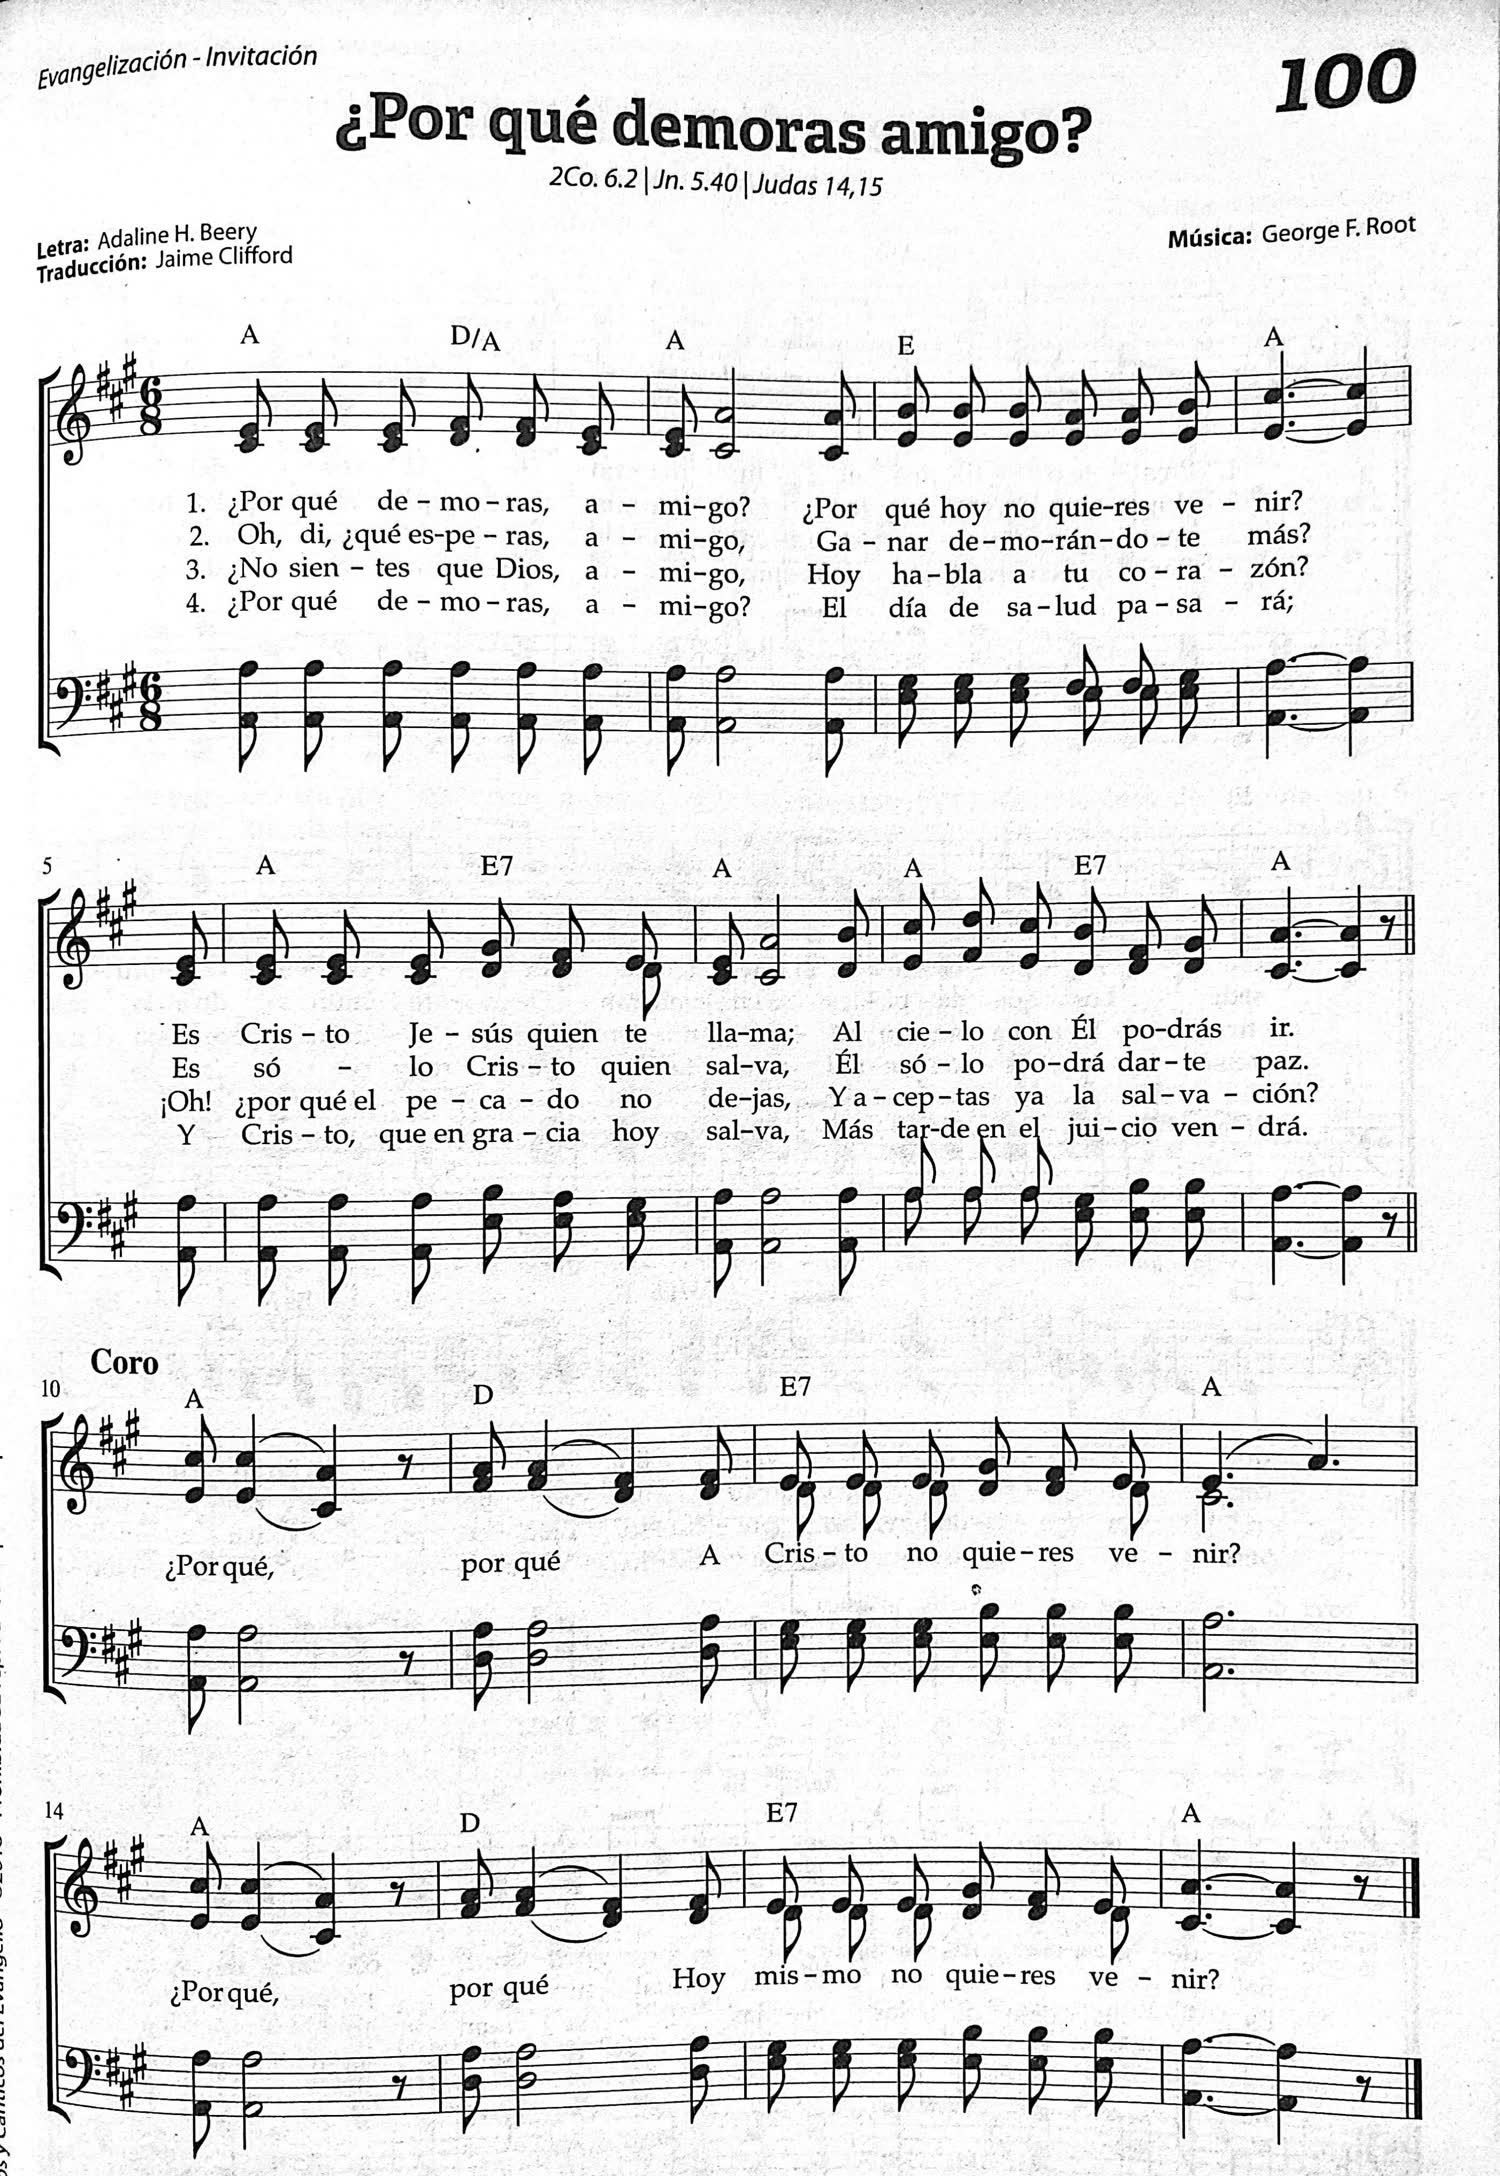 Evangelización - Invitación
100
¿Por qué demoras amigo?
2Co. 6.2 | Jn. 5.40 | Judas 14,15
Letra: Adaline H. Beery
Traducción: Jaime Clifford
Música: George F. Root
A D/A A E A
6 8
1. ¿Por qué de – mo – ras, a – mi–go? ¿Por qué hoy no quie–res ve – nir?
2. Oh, di, ¿qué es–pe – ras, a – mi–go, Ga – nar de–mo–rán–do – te más?
3. ¿No sien – tes que Dios, a – mi–go, Hoy ha–bla a tu co – ra – zón?
4. ¿Por qué de – mo – ras, a – mi–go? El día de sa–lud pa – sa – rá;
6 8
5
A E7 A A E7 A
Es Cris – to Je – sús quien te lla–ma; Al cie – lo con Él po–drás ir.
Es só – lo Cris – to quien sal–va, Él só – lo po–drá dar–te paz.
¡Oh! ¿por qué el pe – ca – do no de–jas, Y a – cep–tas ya la sal–va – ción?
Y Cris – to, que en gra – cia hoy sal–va, Más tar–de en el jui–cio ven – drá.
Coro
10
A D E7 A
¿Por qué, por qué A Cris – to no quie–res ve – nir?
14
A D E7 A
¿Por qué, por qué Hoy mis–mo no quie–res ve – nir?